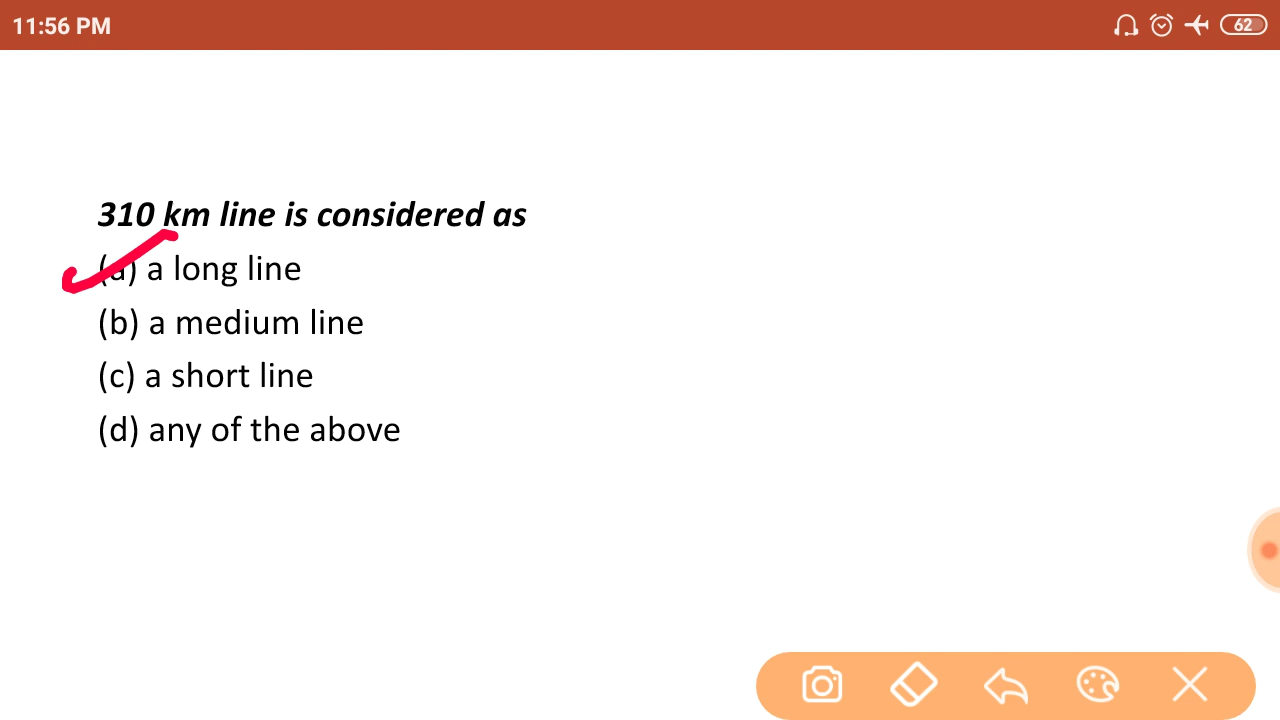 11:56 PM
62
310 km line is considered as
(a) a long line
(b) a medium line
(c) a short line
(d) any of the above